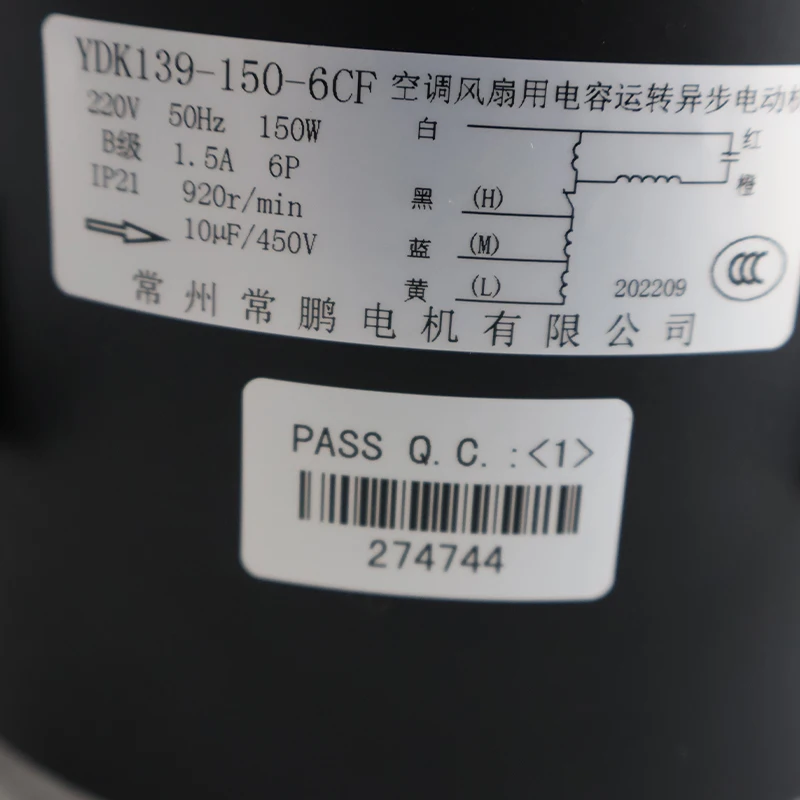 YDK139-150-6CF 空调风扇用电容运转异步电动机
220V 50Hz 150W
B级 1.5A 6P
IP21 920r/min
10μF/450V
白
红
橙
黑 (H)
蓝 (M)
黄 (L)
202209
CCC
常州常鹏电机有限公司
PASS Q.C.:<1>
274744